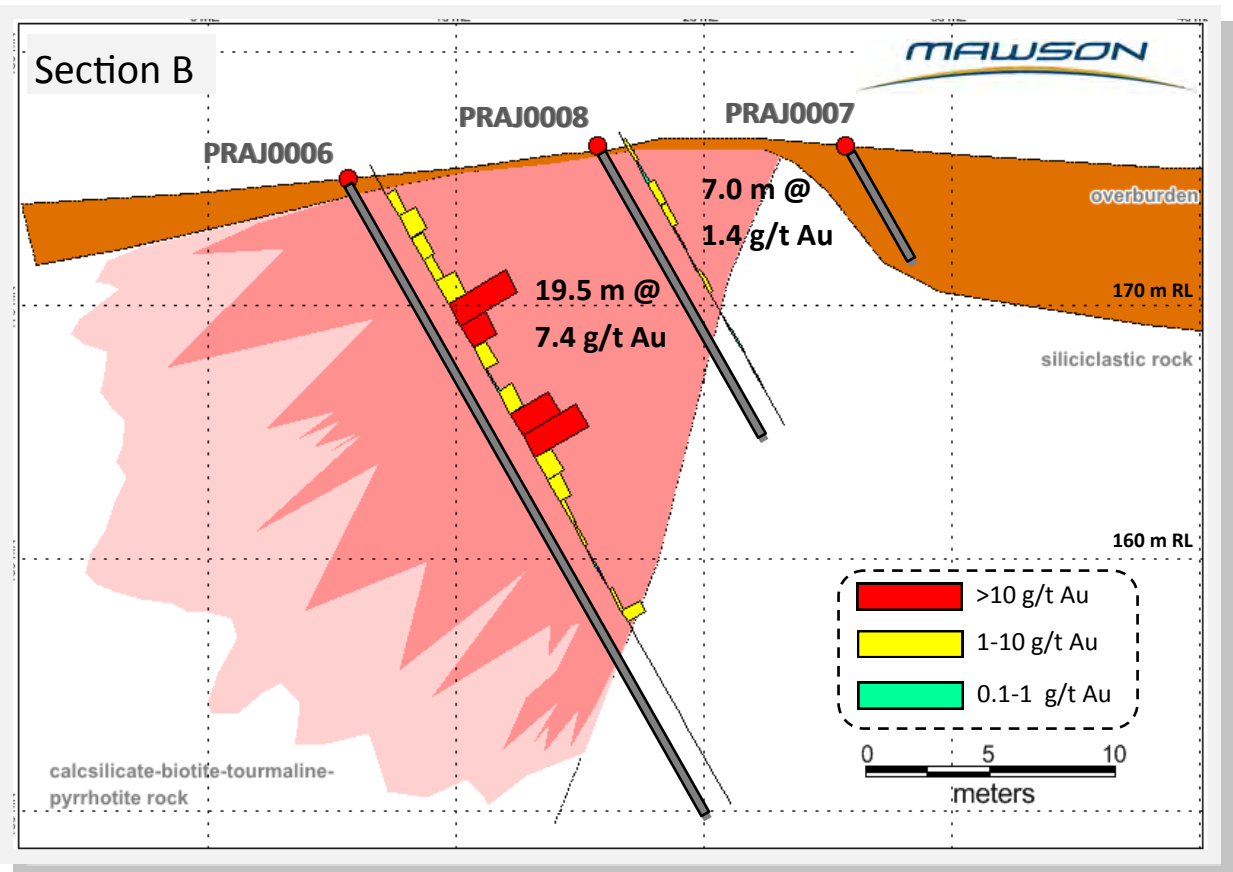 Section B
MAWSON
PRAJ0006
PRAJ0008
PRAJ0007
7.0 m @
1.4 g/t Au
overburden
19.5 m @
7.4 g/t Au
170 m RL
siliciclastic rock
160 m RL
>10 g/t Au
1-10 g/t Au
0.1-1 g/t Au
0 5 10
meters
calcsilicate-biotite-tourmaline-
pyrrhotite rock